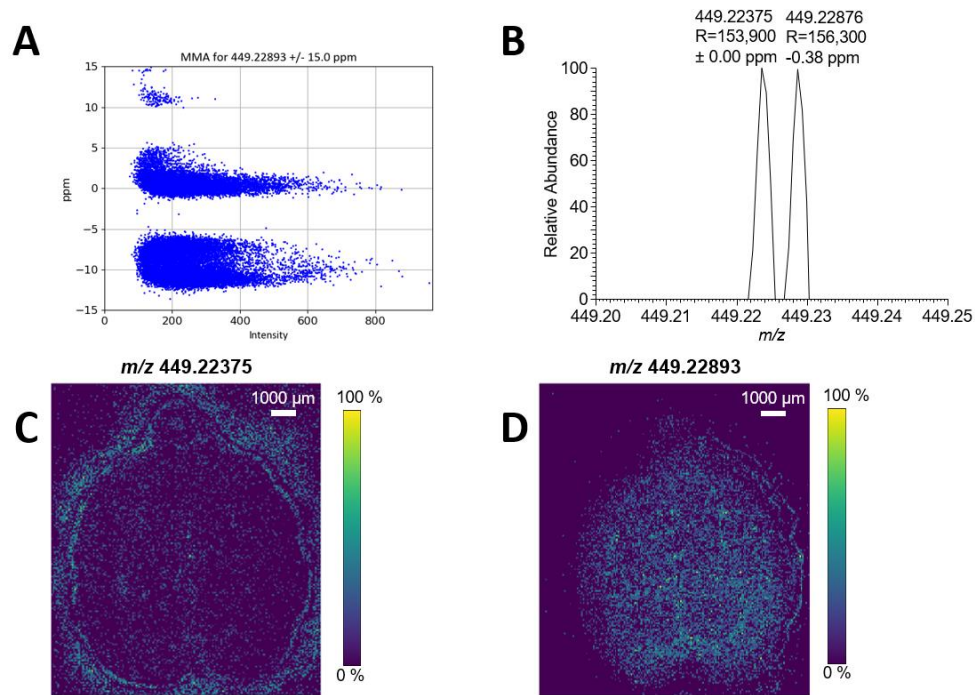 A
MMA for 449.22893 +/- 15.0 ppm
15
10
5
0
−5
−10
−15
ppm
0
200
400
600
800
Intensity
B
449.22375 449.22876
R=153,900 R=156,300
± 0.00 ppm -0.38 ppm
100
80
60
40
20
0
Relative Abundance
449.20 449.21 449.22 449.23 449.24 449.25
m/z
m/z 449.22375
C
1000 µm
100 %
0 %
m/z 449.22893
D
1000 µm
100 %
0 %